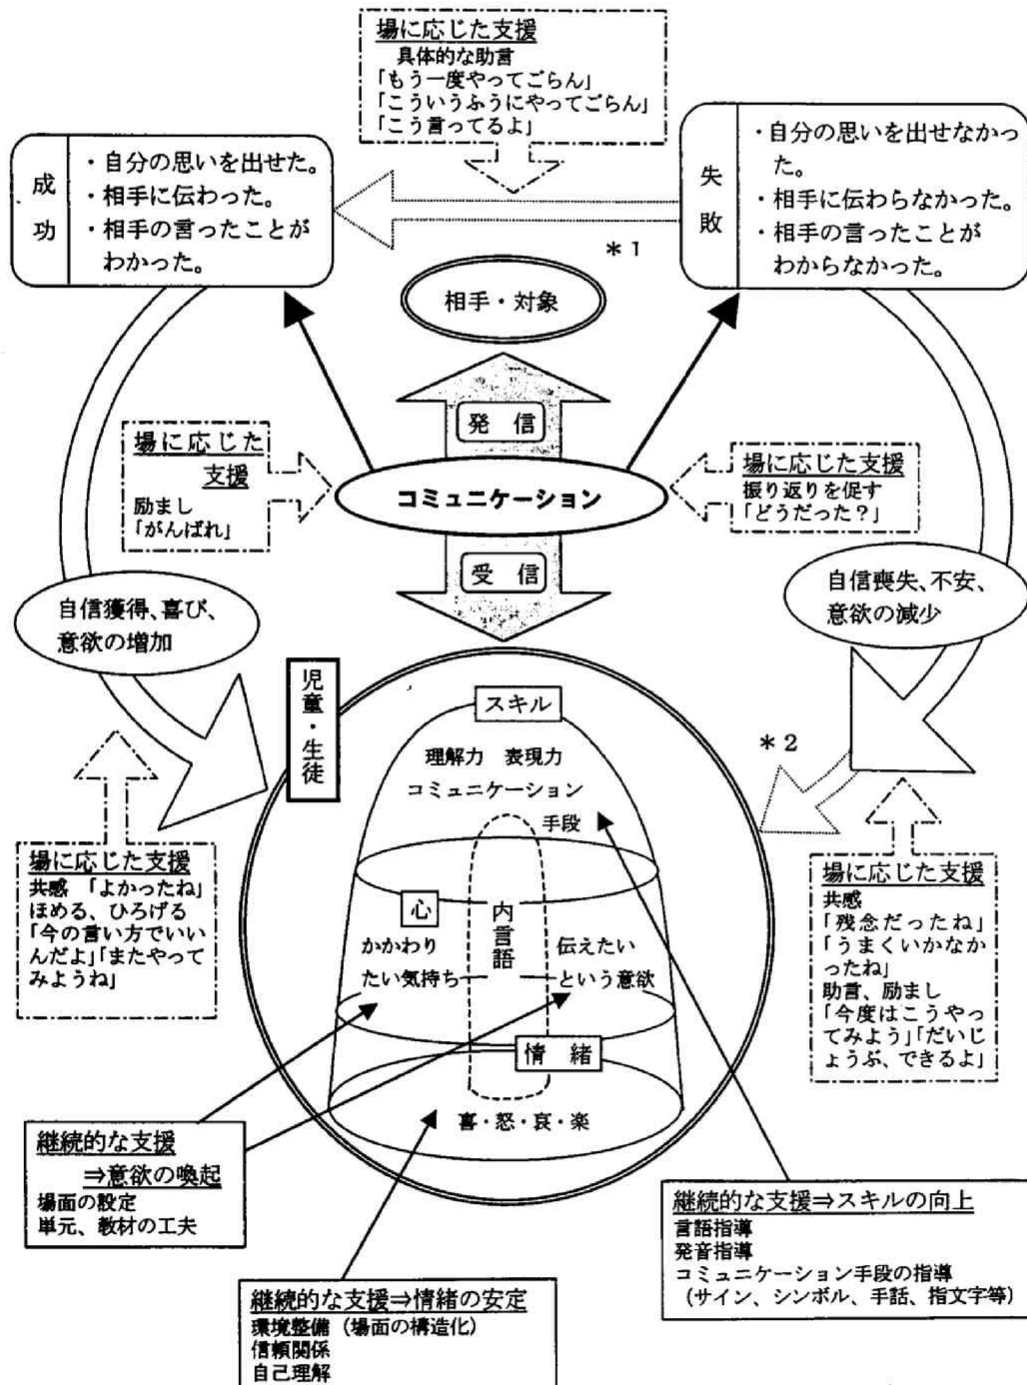 場に応じた支援
具体的な助言
「もう一度やってごらん」
「こういうふうにやってごらん」
「こう言ってるよ」
成功
・自分の思いを出せた。
・相手に伝わった。
・相手の言ったことが
わかった。
失敗
・自分の思いを出せなかっ
た。
・相手に伝わらなかった。
・相手の言ったことが
わからなかった。
＊1
相手・対象
発 信
場に応じた
支援
励まし
「がんばれ」
コミュニケーション
場に応じた支援
振り返りを促す
「どうだった？」
受 信
自信獲得、喜び、
意欲の増加
自信喪失、不安、
意欲の減少
児童・生徒
スキル
理解力 表現力
コミュニケーション
手段
＊2
場に応じた支援
共感 「よかったね」
ほめる、ひろげる
「今の言い方でいい
んだよ」「またやって
みようね」
心
内言語
かかわり
たい気持ち
伝えたい
という意欲
情 緒
喜・怒・哀・楽
場に応じた支援
共感
「残念だったね」
「うまくいかなか
ったね」
助言、励まし
「今度はこうやっ
てみよう」「だいじ
ょうぶ、できるよ」
継続的な支援
⇒意欲の喚起
場面の設定
単元、教材の工夫
継続的な支援⇒スキルの向上
言語指導
発音指導
コミュニケーション手段の指導
（サイン、シンボル、手話、指文字等）
継続的な支援⇒情緒の安定
環境整備（場面の構造化）
信頼関係
自己理解